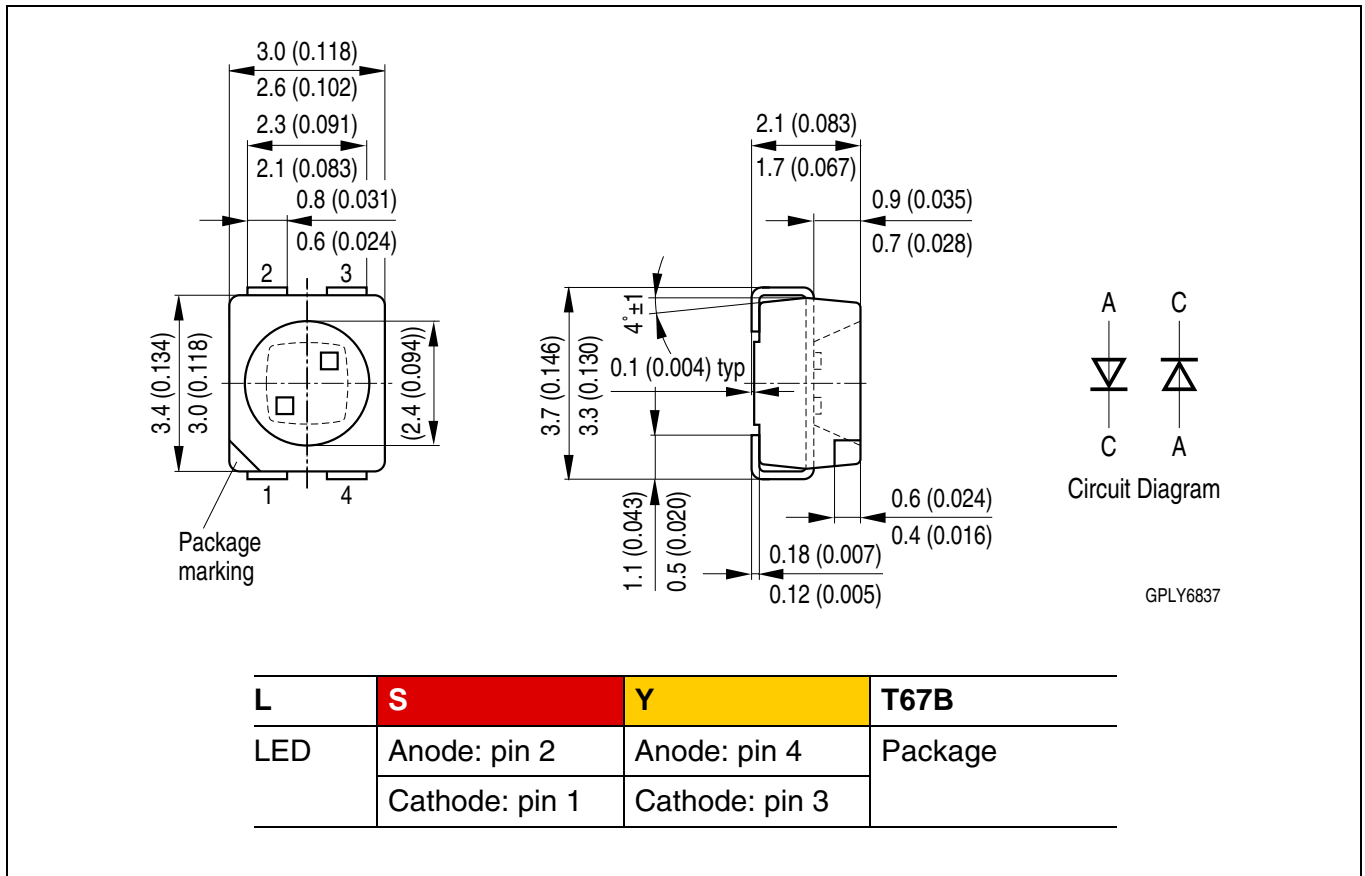 3.0 (0.118)
2.6 (0.102)
2.3 (0.091)
2.1 (0.083)
0.8 (0.031)
0.6 (0.024)
2
3
3.4 (0.134)
3.0 (0.118)
(2.4 (0.094))
1
4
Package
marking
2.1 (0.083)
1.7 (0.067)
0.9 (0.035)
0.7 (0.028)
4˚±1
0.1 (0.004) typ
3.7 (0.146)
3.3 (0.130)
1.1 (0.043)
0.5 (0.020)
0.6 (0.024)
0.4 (0.016)
0.18 (0.007)
0.12 (0.005)
A C
C A
Circuit Diagram
GPLY6837
L S Y T67B
LED Anode: pin 2 Anode: pin 4 Package
Cathode: pin 1 Cathode: pin 3